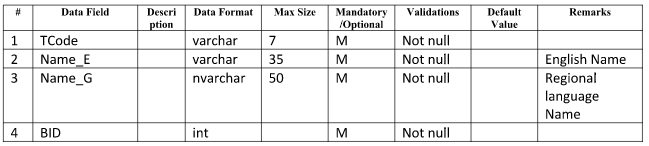 # Data Field Descri ption Data Format Max Size Mandatory /Optional Validations Default Value Remarks
1 TCode varchar 7 M Not null
2 Name_E varchar 35 M Not null English Name
3 Name_G nvarchar 50 M Not null Regional
language
Name
4 BID int M Not null